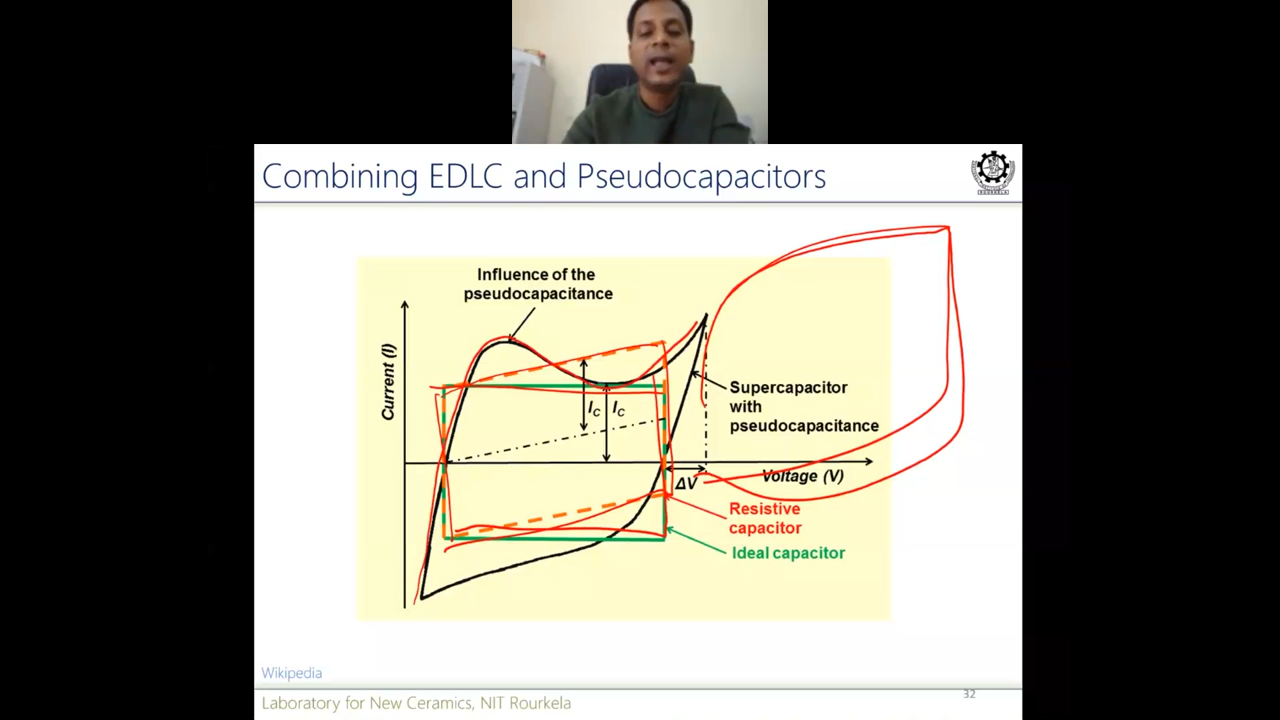 Combining EDLC and Pseudocapacitors
Influence of the
pseudocapacitance
Current (I)
I_C I_C
Supercapacitor
with
pseudocapacitance
ΔV
Voltage (V)
Resistive
capacitor
Ideal capacitor
Wikipedia
Laboratory for New Ceramics, NIT Rourkela
32